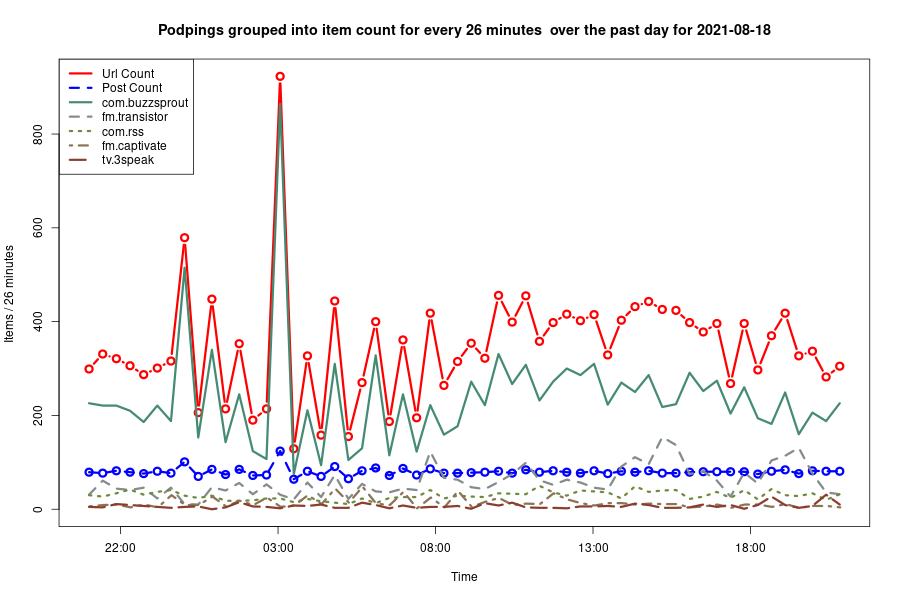 Podpings grouped into item count for every 26 minutes  over the past day for 2021-08-18
Url Count
Post Count
com.buzzsprout
fm.transistor
com.rss
fm.captivate
tv.3speak
Items / 26 minutes
800
600
400
200
0
22:00 03:00 08:00 13:00 18:00
Time